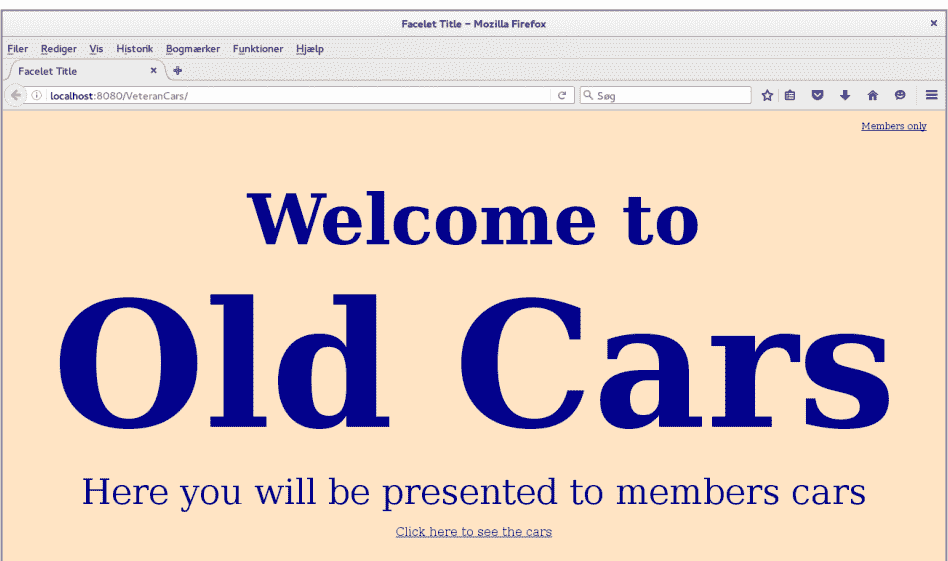 Facelet Title - Mozilla Firefox
Filer Rediger Vis Historik Bogmærker Funktioner Hjælp
Facelet Title
localhost:8080/VeteranCars/ Søg
Members only
Welcome to
Old Cars
Here you will be presented to members cars
Click here to see the cars